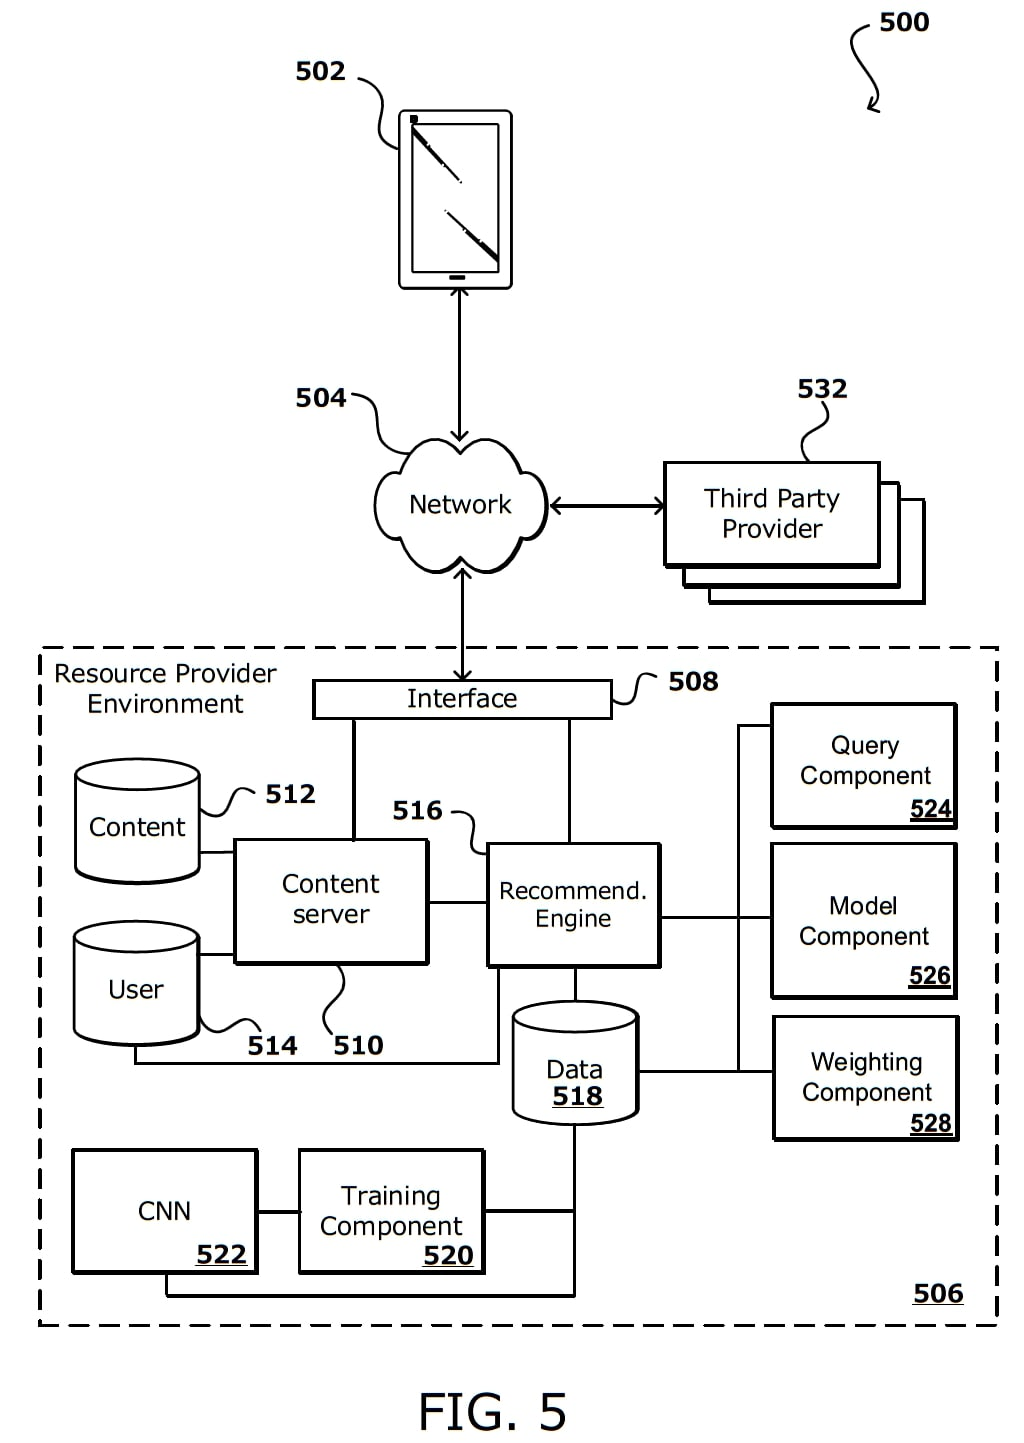 500
502
504
532
Network
Third Party
Provider
Resource Provider
Environment
Interface
508
Query
Component
524
512
Content
516
Content
server
Recommend.
Engine
Model
Component
526
User
514
510
Data
518
Weighting
Component
528
CNN
522
Training
Component
520
506
FIG. 5